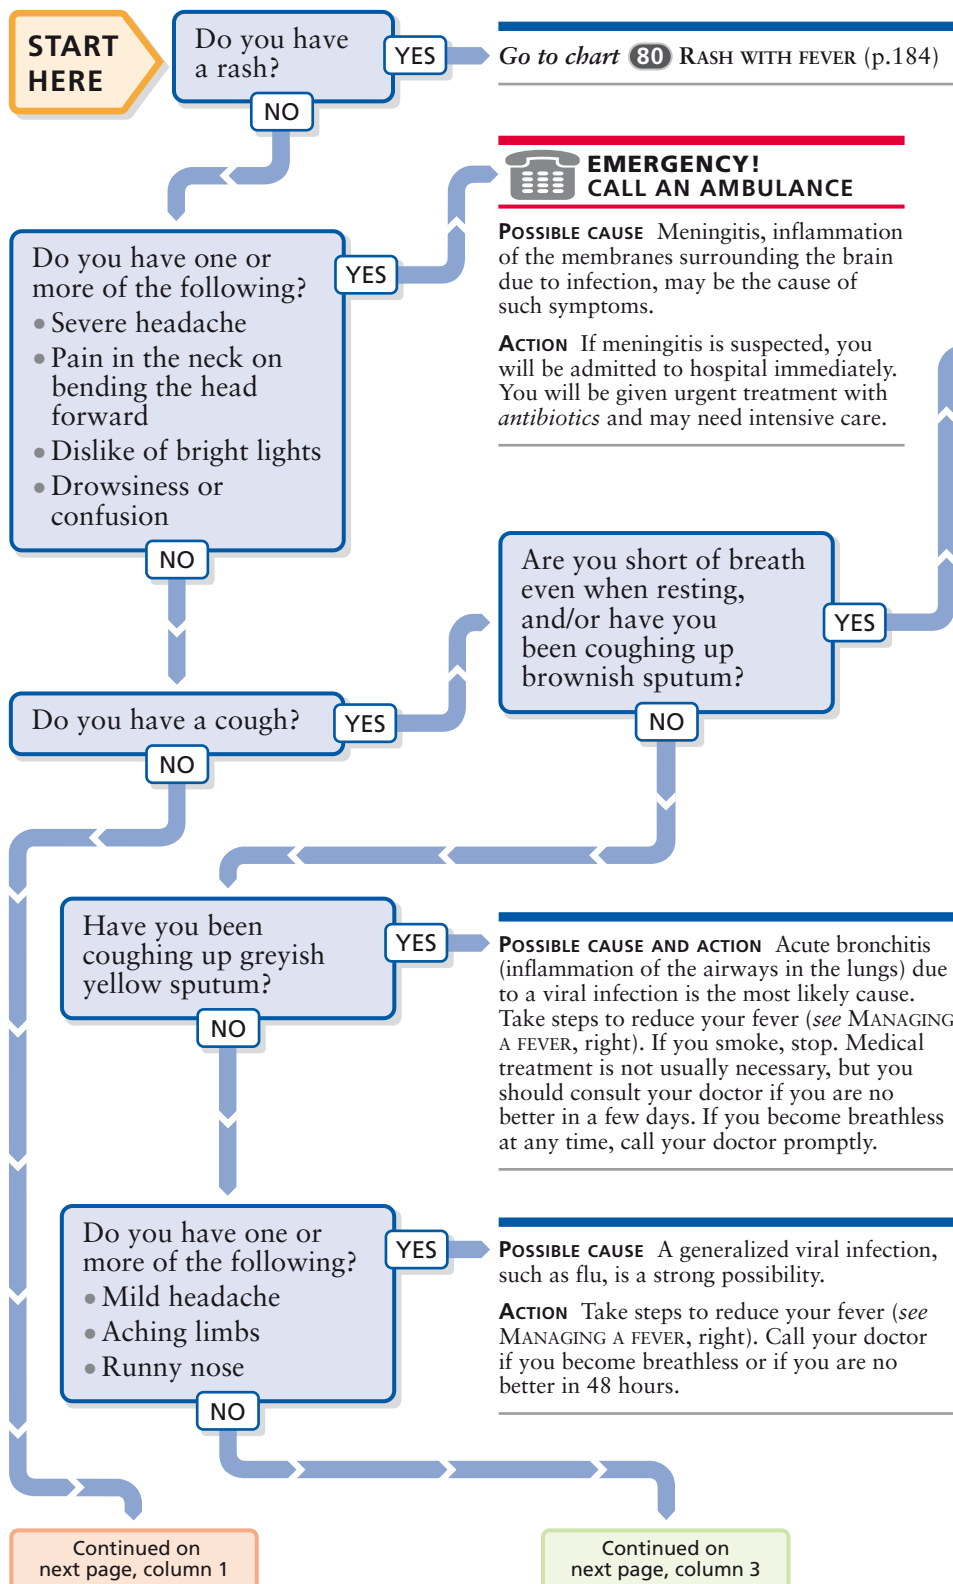 START
HERE
Do you have
a rash?
YES
Go to chart 80 RASH WITH FEVER (p.184)
NO
EMERGENCY!
CALL AN AMBULANCE
POSSIBLE CAUSE Meningitis, inflammation
of the membranes surrounding the brain
due to infection, may be the cause of
such symptoms.
ACTION If meningitis is suspected, you
will be admitted to hospital immediately.
You will be given urgent treatment with
antibiotics and may need intensive care.
Do you have one or
more of the following?
• Severe headache
• Pain in the neck on
bending the head
forward
• Dislike of bright lights
• Drowsiness or
confusion
YES
NO
Are you short of breath
even when resting,
and/or have you
been coughing up
brownish sputum?
YES
NO
Do you have a cough?
YES
NO
Have you been
coughing up greyish
yellow sputum?
YES
NO
POSSIBLE CAUSE AND ACTION Acute bronchitis
(inflammation of the airways in the lungs) due
to a viral infection is the most likely cause.
Take steps to reduce your fever (see MANAGING
A FEVER, right). If you smoke, stop. Medical
treatment is not usually necessary, but you
should consult your doctor if you are no
better in a few days. If you become breathless
at any time, call your doctor promptly.
Do you have one or
more of the following?
• Mild headache
• Aching limbs
• Runny nose
YES
NO
POSSIBLE CAUSE A generalized viral infection,
such as flu, is a strong possibility.
ACTION Take steps to reduce your fever (see
MANAGING A FEVER, right). Call your doctor
if you become breathless or if you are no
better in 48 hours.
Continued on
next page, column 1
Continued on
next page, column 3